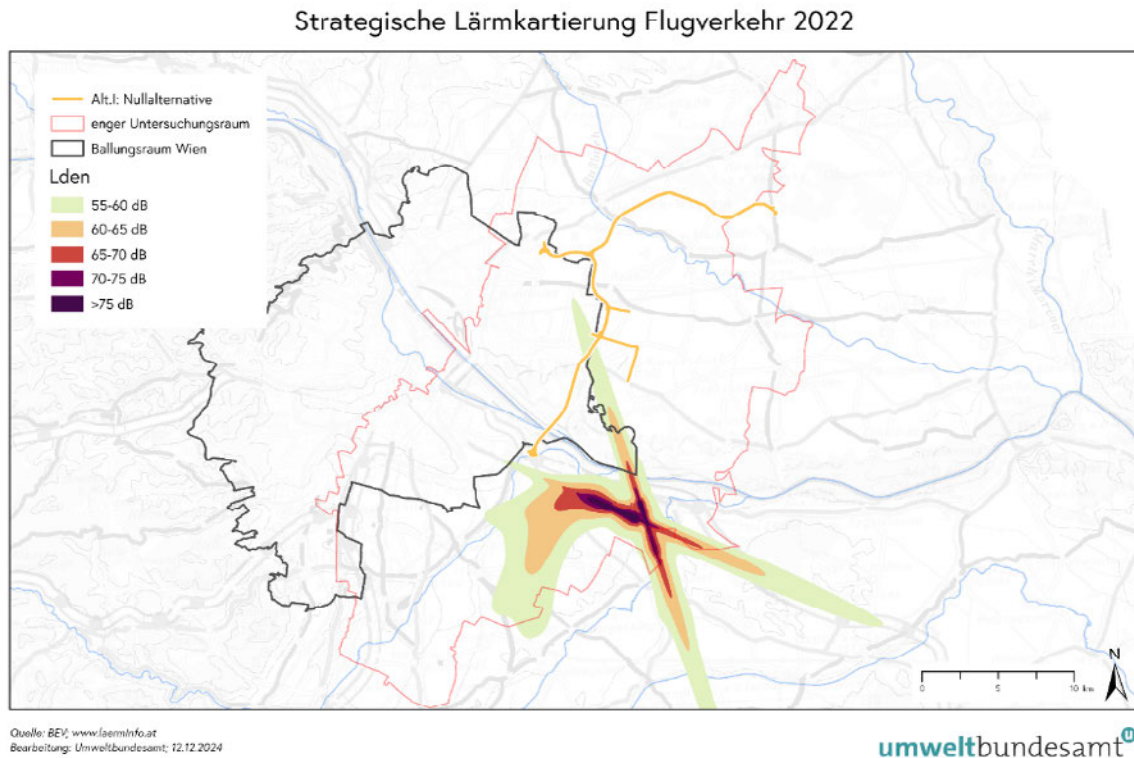 Strategische Lärmkartierung Flugverkehr 2022
Alt.I: Nullalternative
enger Untersuchungsraum
Ballungsraum Wien
Lden
55-60 dB
60-65 dB
65-70 dB
70-75 dB
>75 dB
N
0 5 10 km
Quelle: BEV; www.laerminfo.at
Bearbeitung: Umweltbundesamt; 12.12.2024
umweltbundesamt u